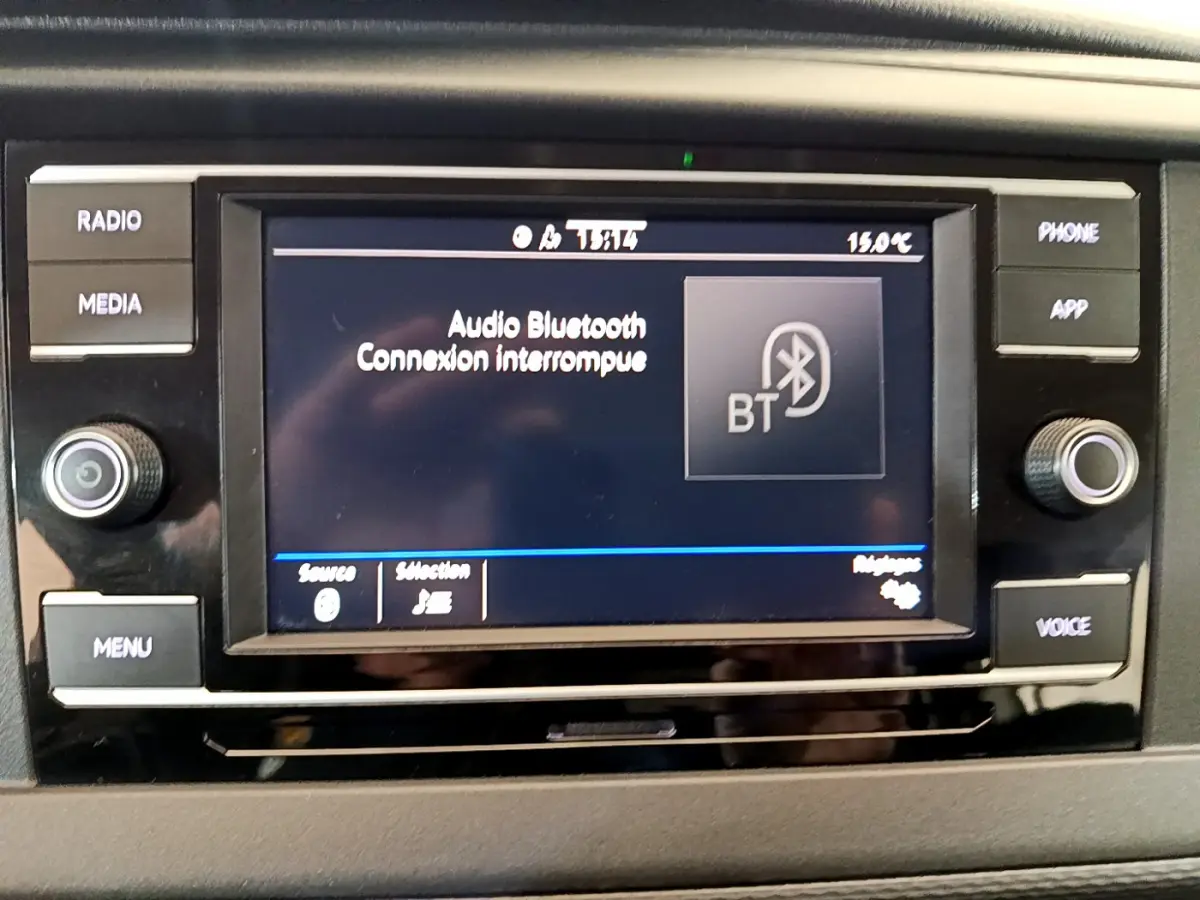 RADIO
MEDIA
15:14
15.0°C
Audio Bluetooth
Connexion interrompue
BT
Source
Sélection
Réglages
PHONE
APP
MENU
VOICE